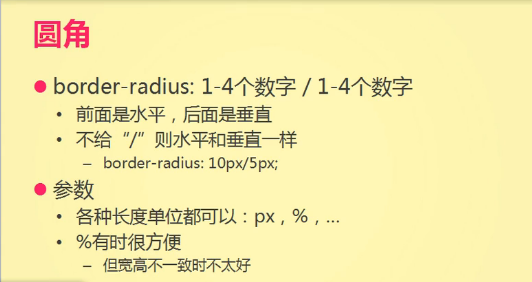 圆角
border-radius: 1-4个数字 / 1-4个数字
前面是水平，后面是垂直
不给“/”则水平和垂直一样
border-radius: 10px/5px;
参数
各种长度单位都可以：px，%，...
%有时很方便
但宽高不一致时不太好